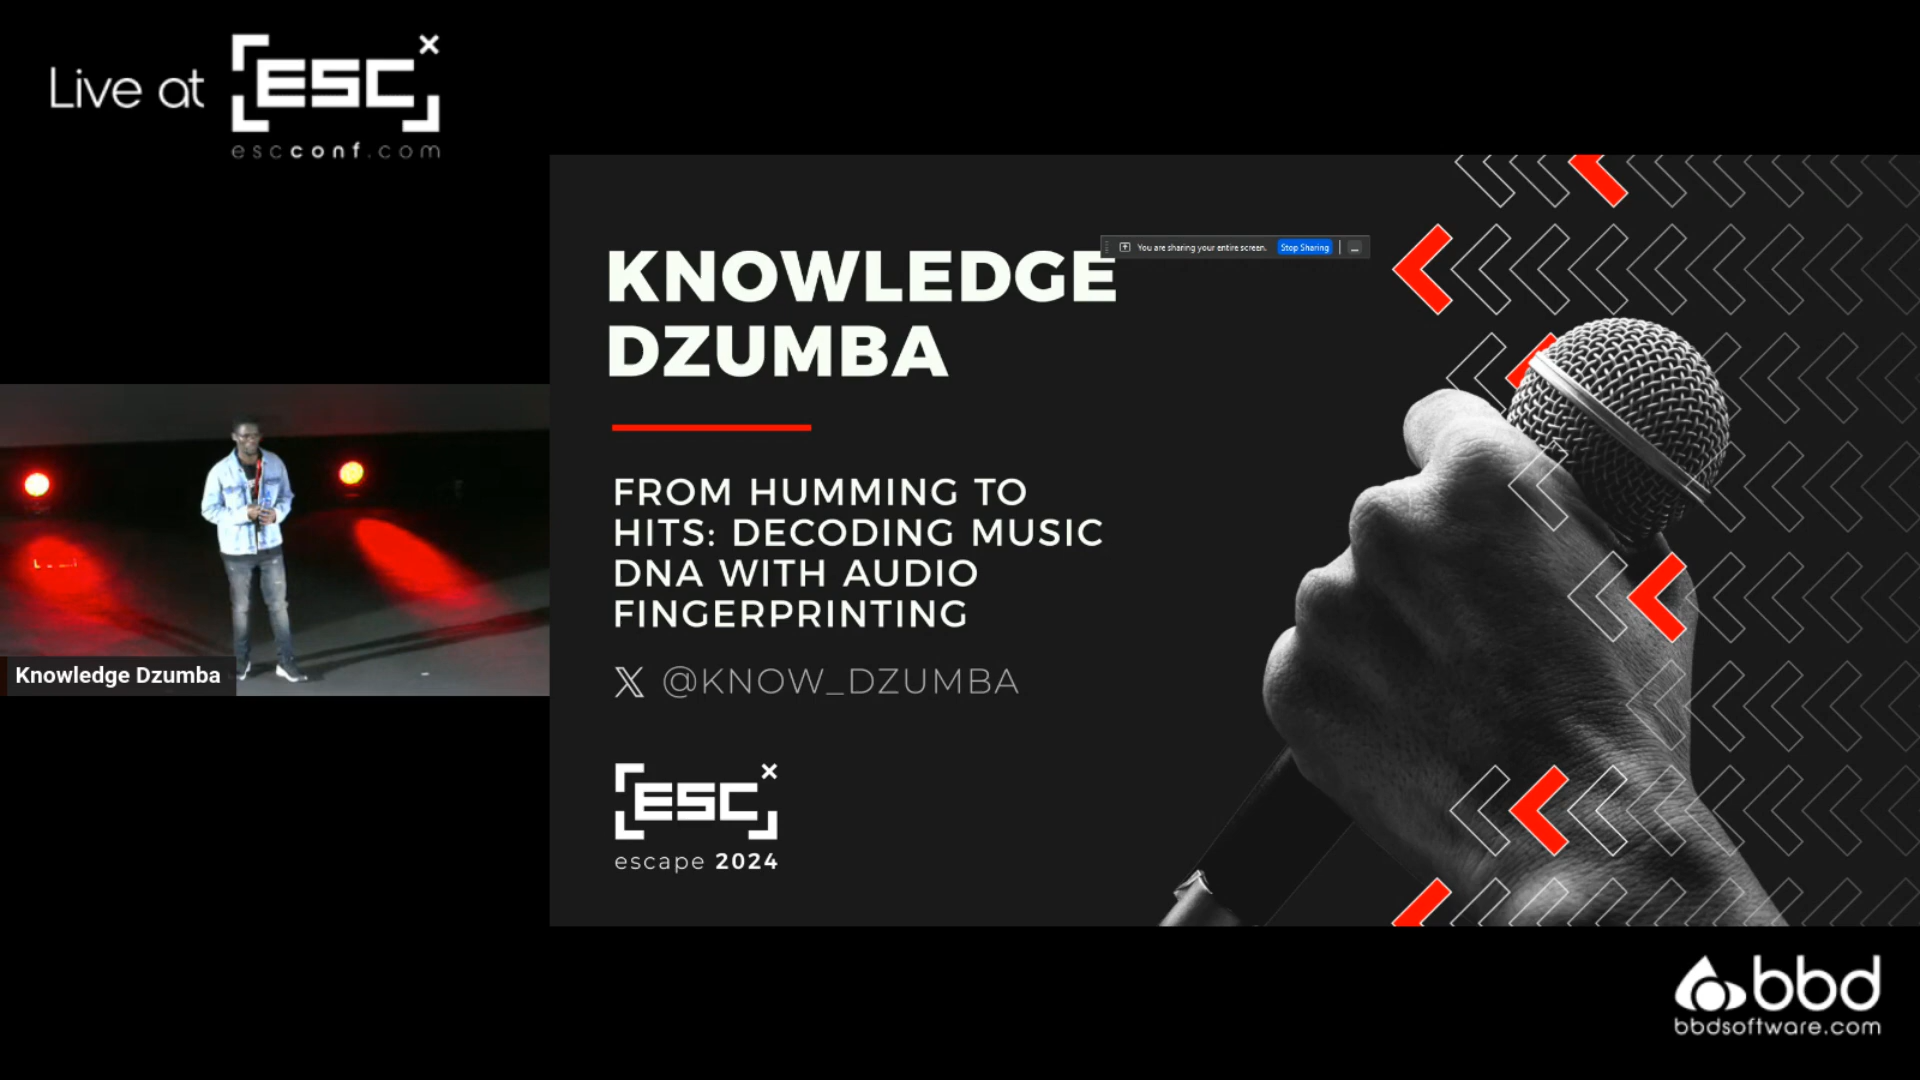 Live at [ESC]x
escconf.com
You are sharing your entire screen. Stop Sharing
KNOWLEDGE
DZUMBA
FROM HUMMING TO
HITS: DECODING MUSIC
DNA WITH AUDIO
FINGERPRINTING
X @KNOW_DZUMBA
Knowledge Dzumba
[ESC]x
escape 2024
bbd
bbdsoftware.com